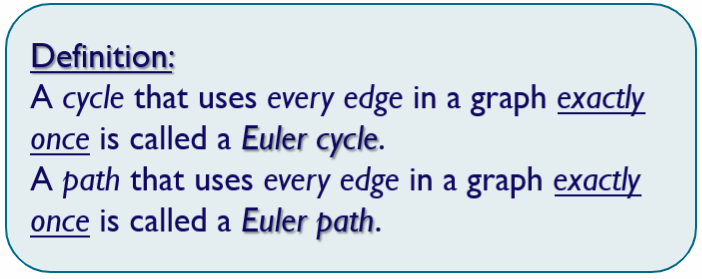 Definition:
A cycle that uses every edge in a graph exactly
once is called a Euler cycle.
A path that uses every edge in a graph exactly
once is called a Euler path.